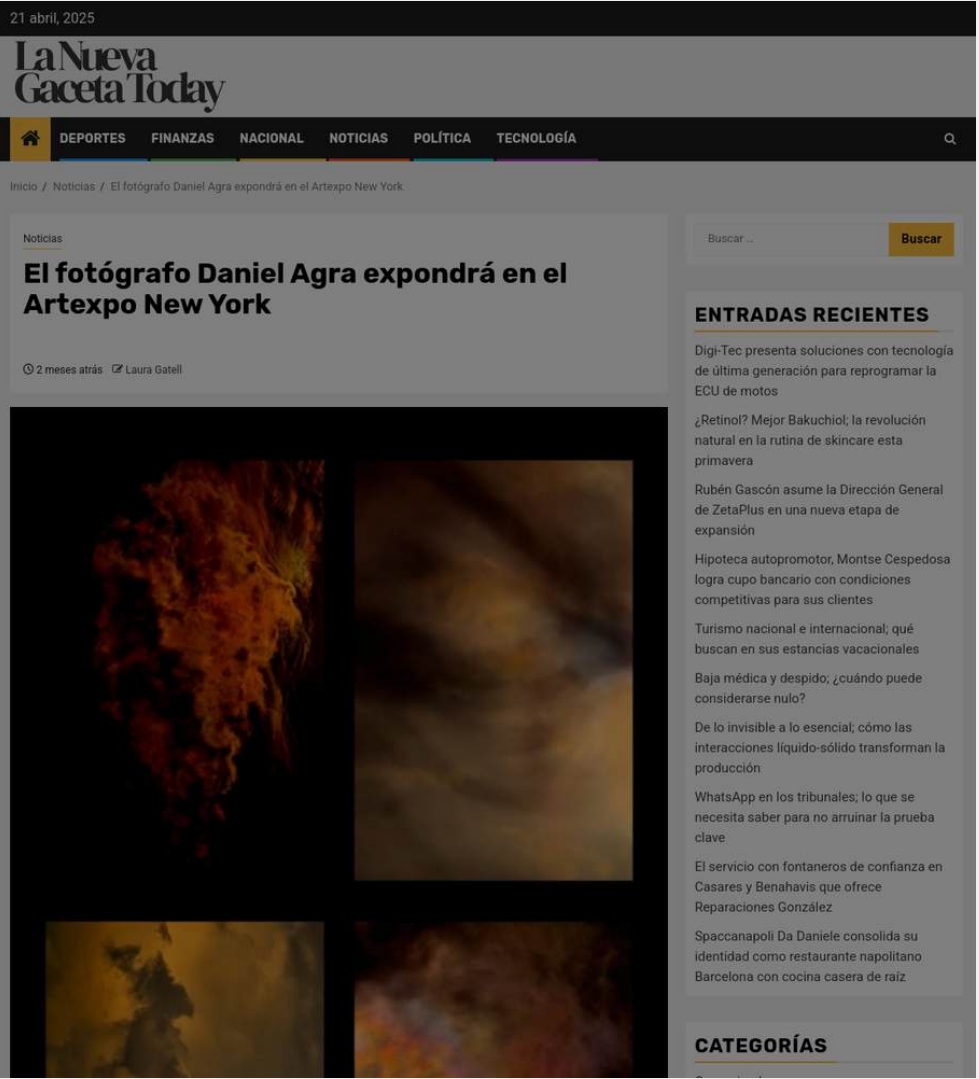 21 abril, 2025
La Nueva
Gaceta Today
DEPORTES FINANZAS NACIONAL NOTICIAS POLÍTICA TECNOLOGÍA
Inicio / Noticias / El fotógrafo Daniel Agra expondrá en el Artexpo New York
Noticias
El fotógrafo Daniel Agra expondrá en el
Artexpo New York
2 meses atrás Laura Gatell
Buscar ...
Buscar
ENTRADAS RECIENTES
Digi-Tec presenta soluciones con tecnología
de última generación para reprogramar la
ECU de motos
¿Retinol? Mejor Bakuchiol; la revolución
natural en la rutina de skincare esta
primavera
Rubén Gascón asume la Dirección General
de ZetaPlus en una nueva etapa de
expansión
Hipoteca autopromotor, Montse Cespedosa
logra cupo bancario con condiciones
competitivas para sus clientes
Turismo nacional e internacional; qué
buscan en sus estancias vacacionales
Baja médica y despido; ¿cuándo puede
considerarse nulo?
De lo invisible a lo esencial; cómo las
interacciones líquido-sólido transforman la
producción
WhatsApp en los tribunales; lo que se
necesita saber para no arruinar la prueba
clave
El servicio con fontaneros de confianza en
Casares y Benahavis que ofrece
Reparaciones González
Spaccanapoli Da Daniele consolida su
identidad como restaurante napolitano
Barcelona con cocina casera de raíz
CATEGORÍAS